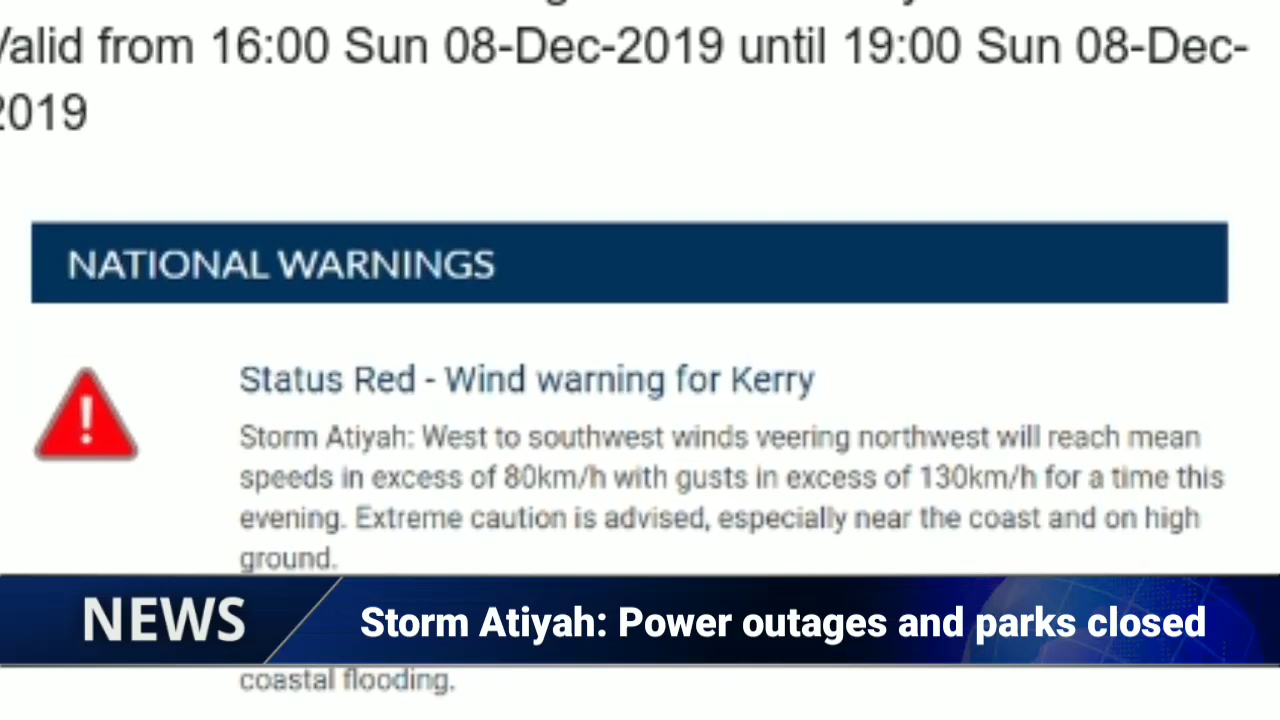 Valid from 16:00 Sun 08-Dec-2019 until 19:00 Sun 08-Dec-
2019
NATIONAL WARNINGS
Status Red - Wind warning for Kerry
Storm Atiyah: West to southwest winds veering northwest will reach mean
speeds in excess of 80km/h with gusts in excess of 130km/h for a time this
evening. Extreme caution is advised, especially near the coast and on high
ground.
NEWS
Storm Atiyah: Power outages and parks closed
coastal flooding.